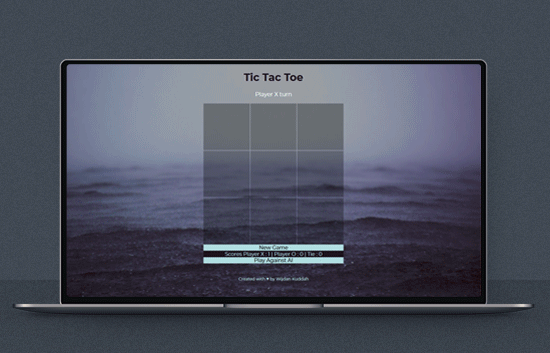 Tic Tac Toe
Player X turn
New Game
Scores Player X : 1 | Player O : 0 | Tie : 0
Play Against AI
Created with ♥ by